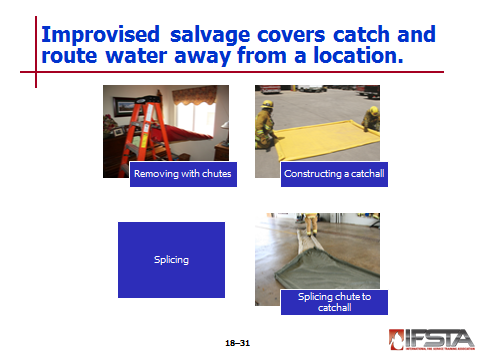 Improvised salvage covers catch and
route water away from a location.
Removing with chutes
Constructing a catchall
Splicing
Splicing chute to
catchall
18–31
IFSTA
INTERNATIONAL FIRE SERVICE TRAINING ASSOCIATION